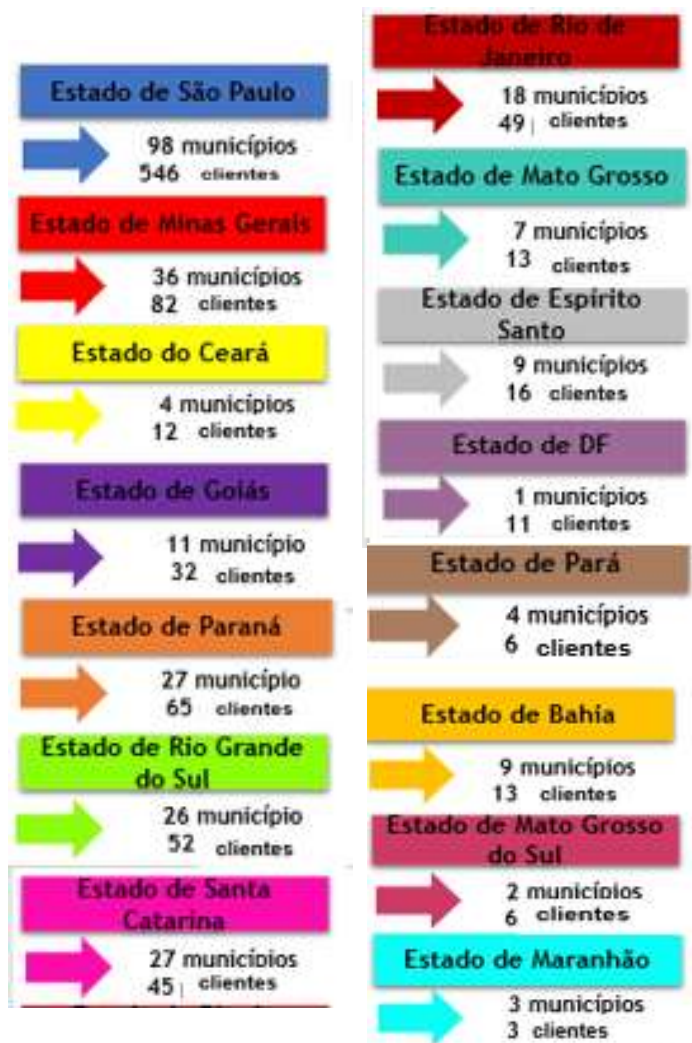 Estado de São Paulo
98 municípios
546 clientes
Estado de Minas Gerais
36 municípios
82 clientes
Estado do Ceará
4 municípios
12 clientes
Estado de Goiás
11 município
32 clientes
Estado de Paraná
27 município
65 clientes
Estado de Rio Grande
do Sul
26 município
52 clientes
Estado de Santa
Catarina
27 municípios
45 clientes
Estado de Rio de
Janeiro
18 municípios
49 clientes
Estado de Mato Grosso
7 municípios
13 clientes
Estado de Espírito
Santo
9 municípios
16 clientes
Estado de DF
1 municípios
11 clientes
Estado de Pará
4 municípios
6 clientes
Estado de Bahia
9 municípios
13 clientes
Estado de Mato Grosso
do Sul
2 municípios
6 clientes
Estado de Maranhão
3 municípios
3 clientes